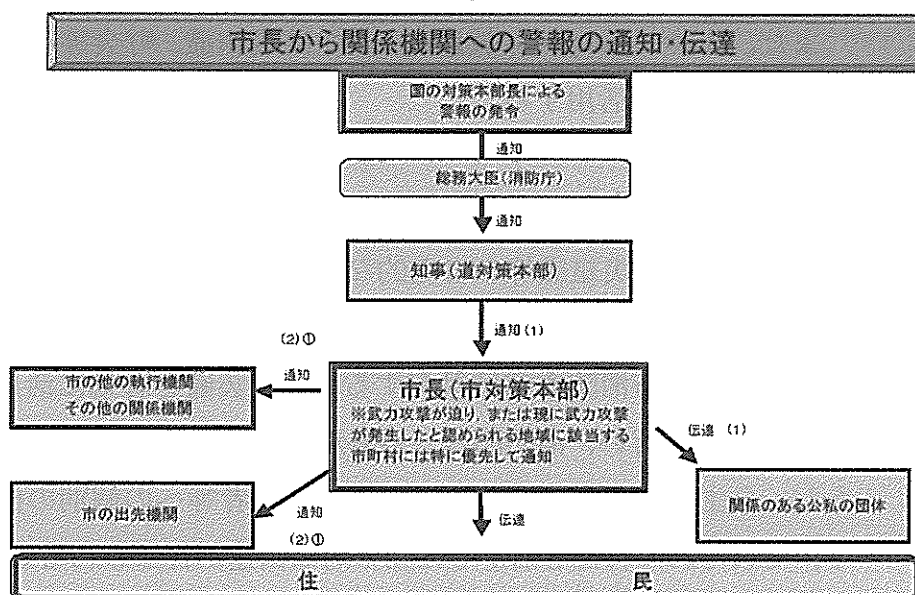 市長から関係機関への警報の通知・伝達
国の対策本部長による
警報の発令
通知
総務大臣(消防庁)
通知
知事(道対策本部)
通知(1)
(2)①
通知
市の他の執行機関
その他の関係機関
市長(市対策本部)
※武力攻撃が迫り、または現に武力攻撃
が発生したと認められる地域に該当する
市町村には特に優先して通知
伝達 (1)
市の出先機関
通知
(2)①
伝達
関係のある公私の団体
住 民